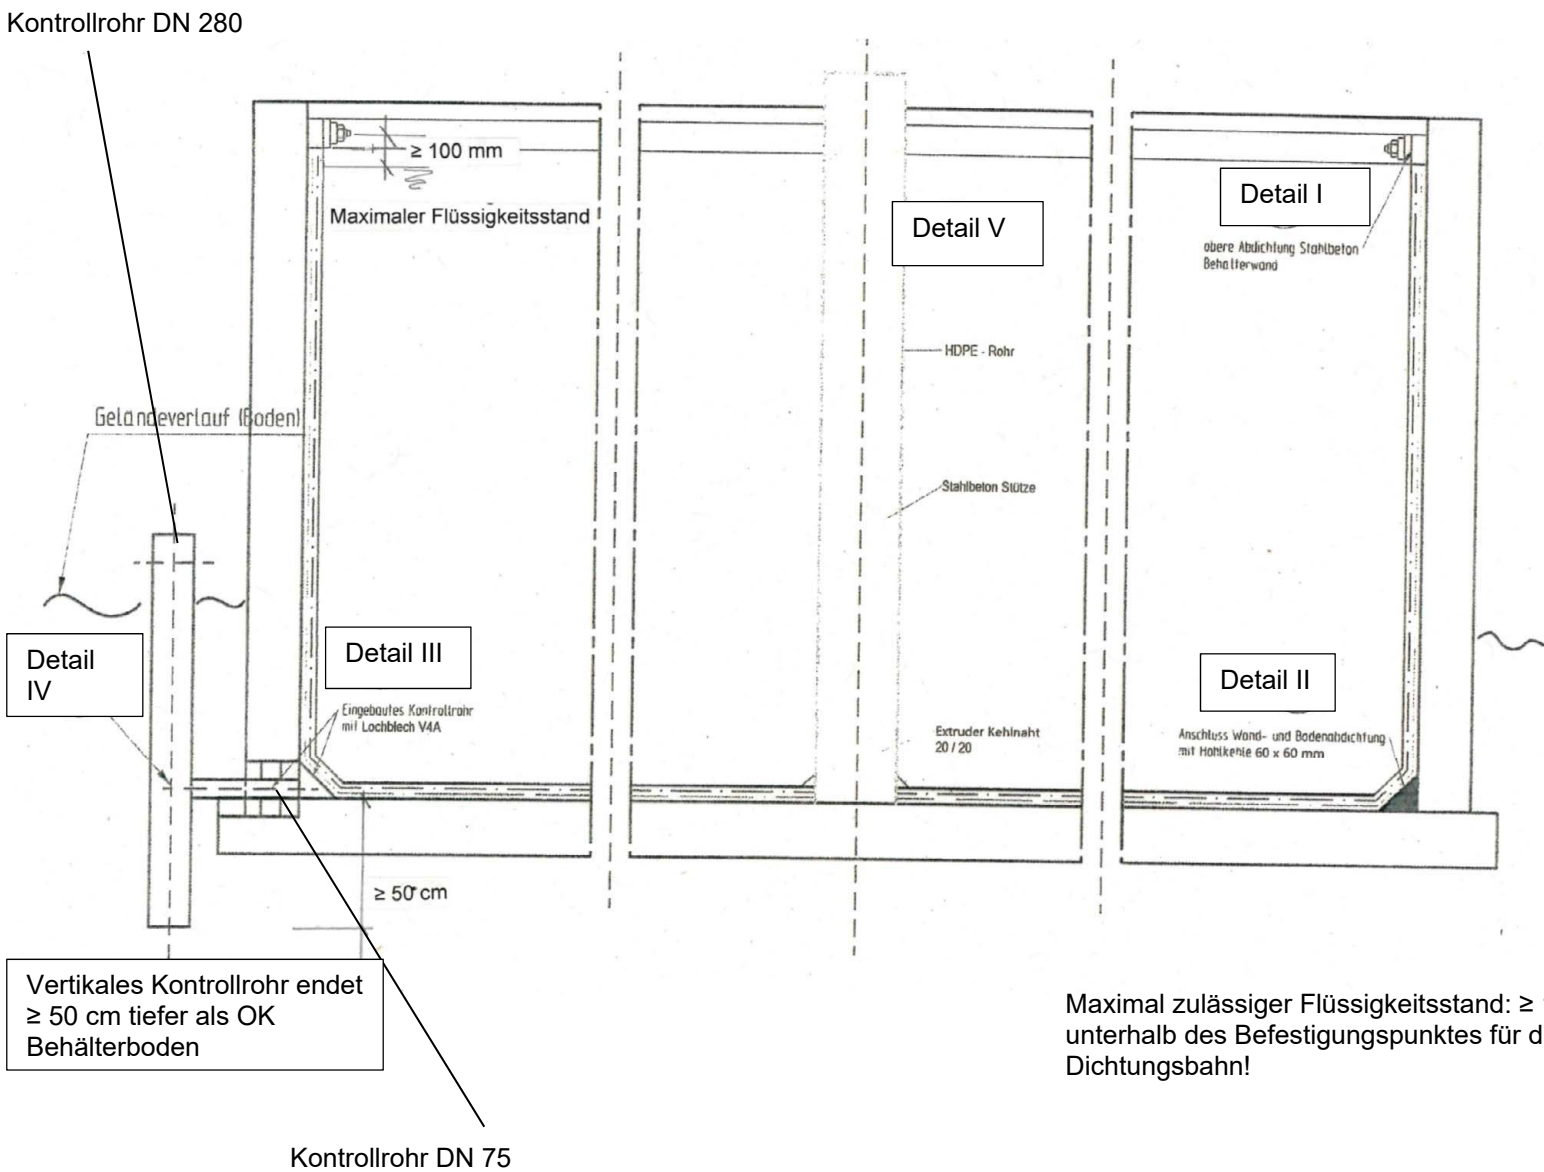 Kontrollrohr DN 280
≥ 100 mm
Maximaler Flüssigkeitsstand
Detail I
obere Abdichtung Stahlbeton
Behälterwand
Detail V
HDPE - Rohr
Geländeverlauf (Boden)
Stahlbeton Stütze
Detail
IV
Detail III
Eingebautes Kontrollrohr
mit Lochblech V4A
Extruder Kehlnaht
20 / 20
Detail II
Anschluss Wand- und Bodenabdichtung
mit Hohlkehle 60 x 60 mm
≥ 50 cm
Vertikales Kontrollrohr endet
≥ 50 cm tiefer als OK
Behälterboden
Maximal zulässiger Flüssigkeitsstand: ≥
unterhalb des Befestigungspunktes für d
Dichtungsbahn!
Kontrollrohr DN 75